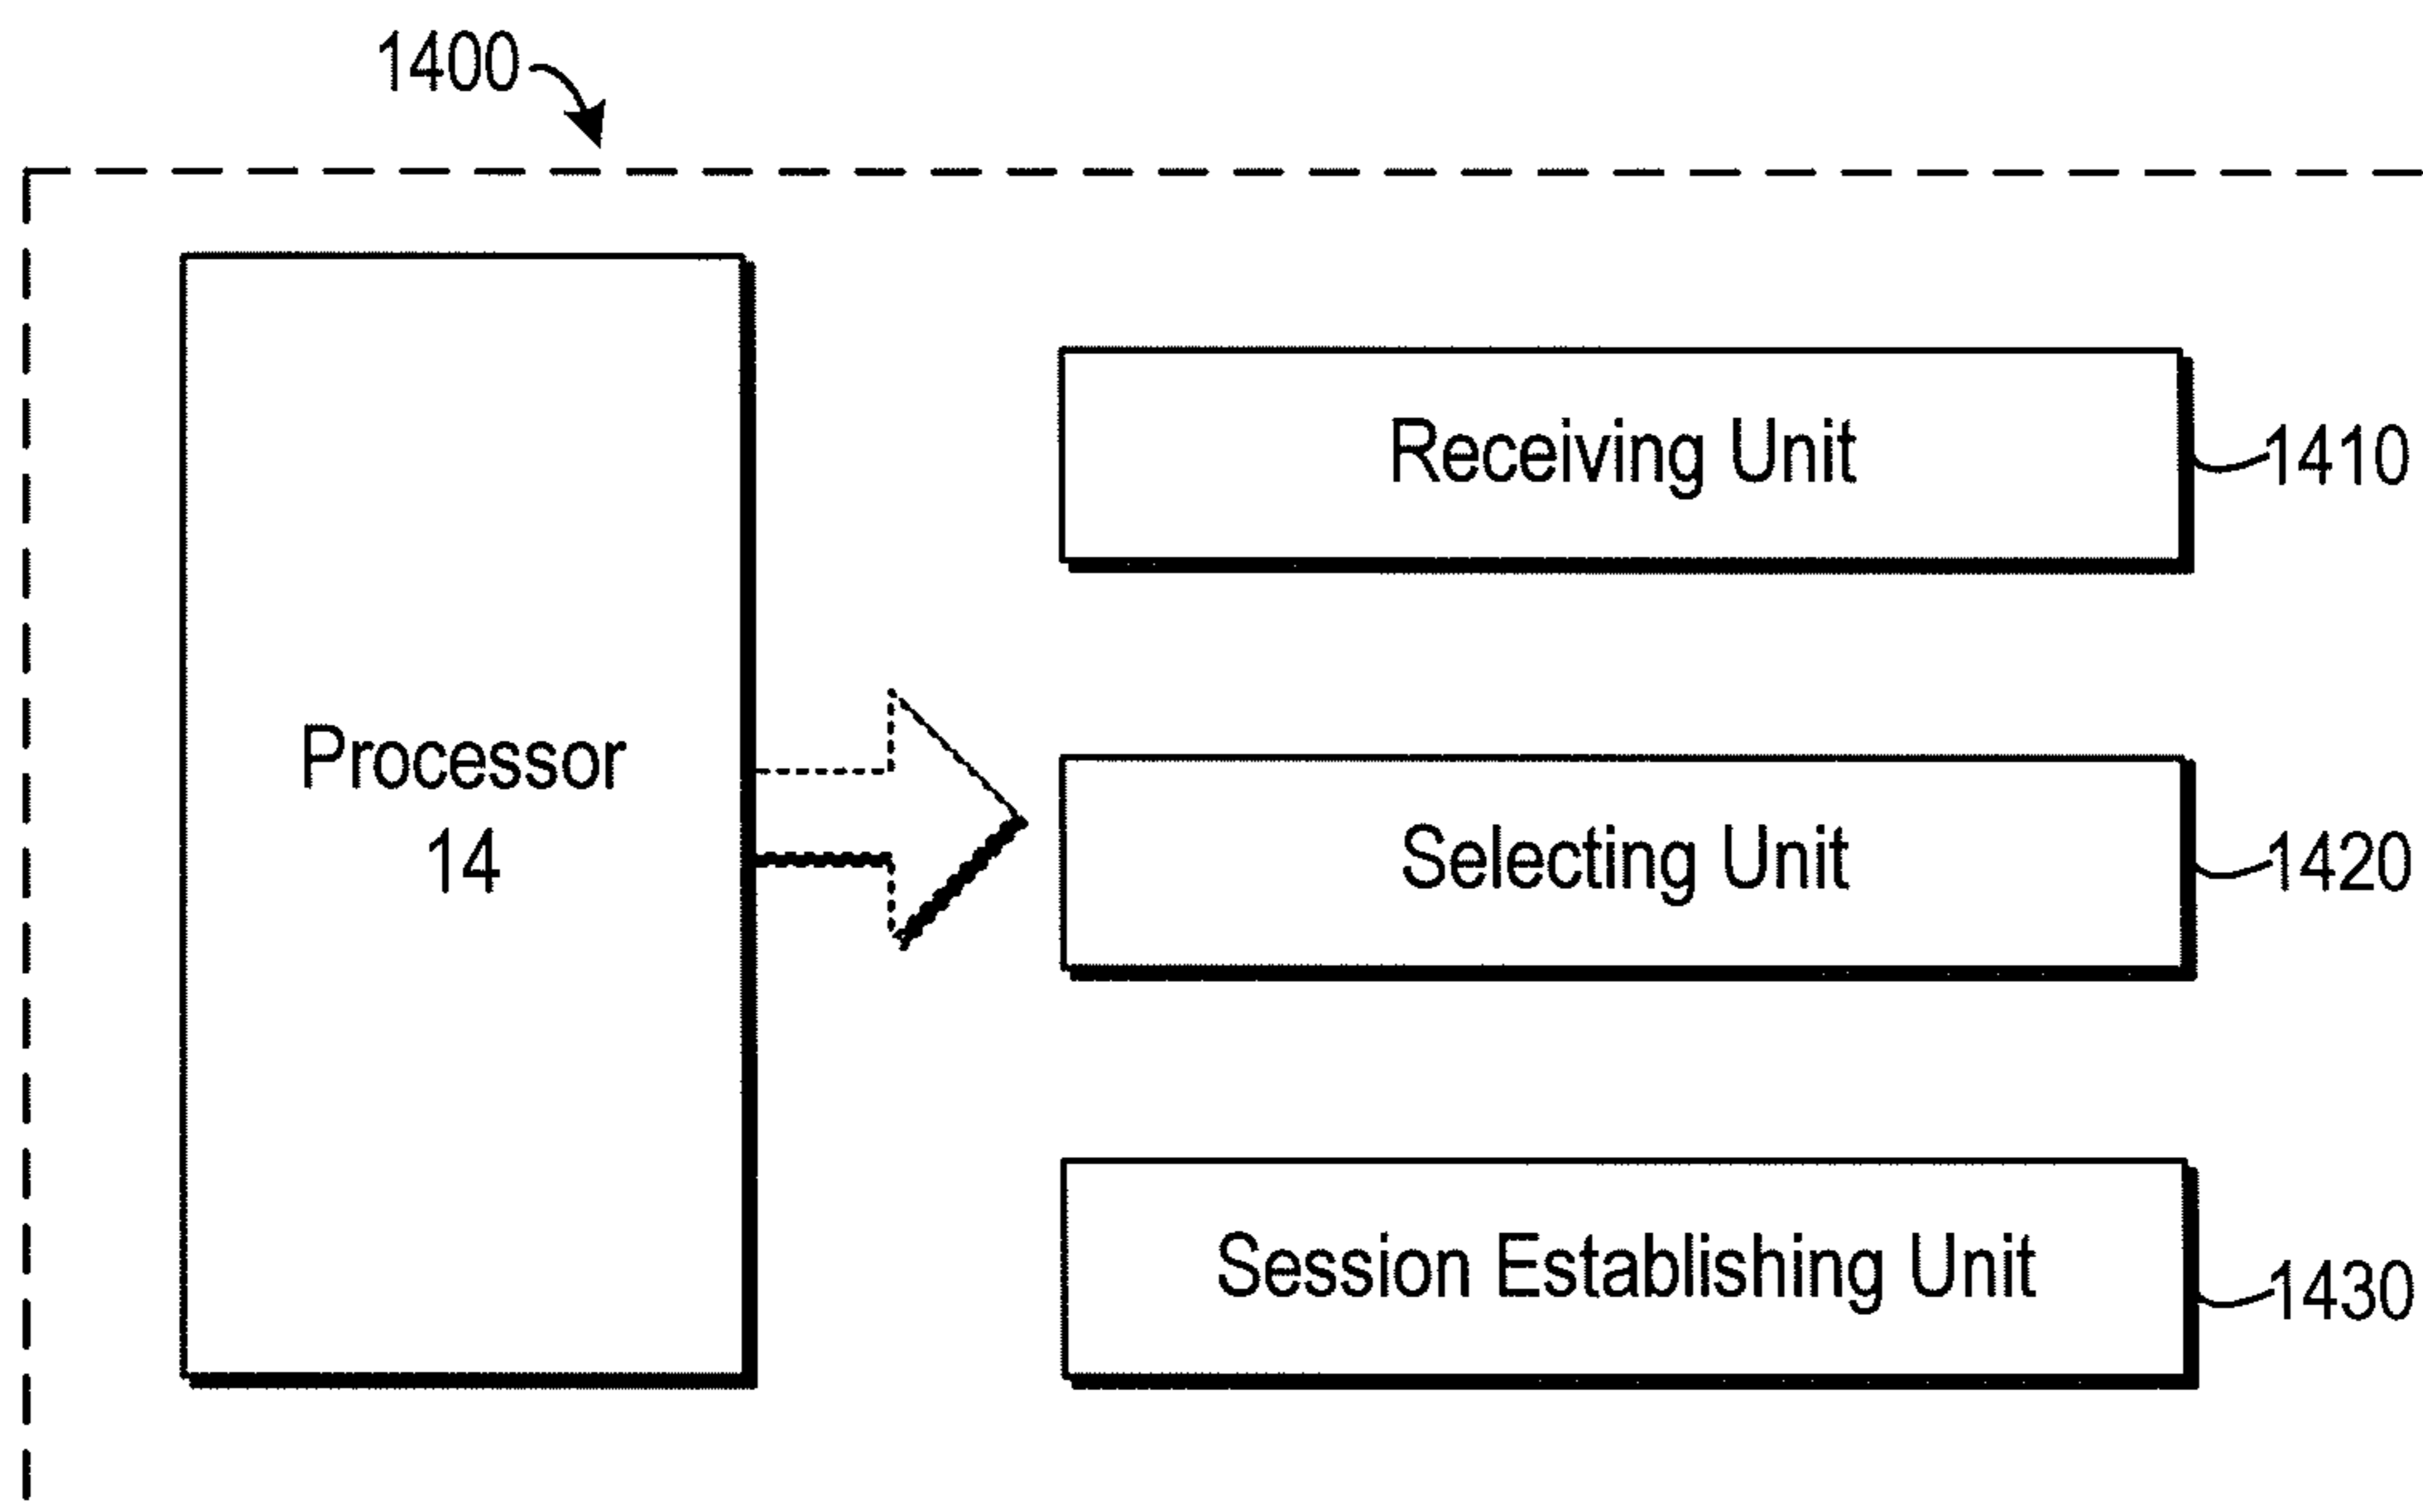 1400
Receiving Unit
1410
Processor
14
Selecting Unit
1420
Session Establishing Unit
1430